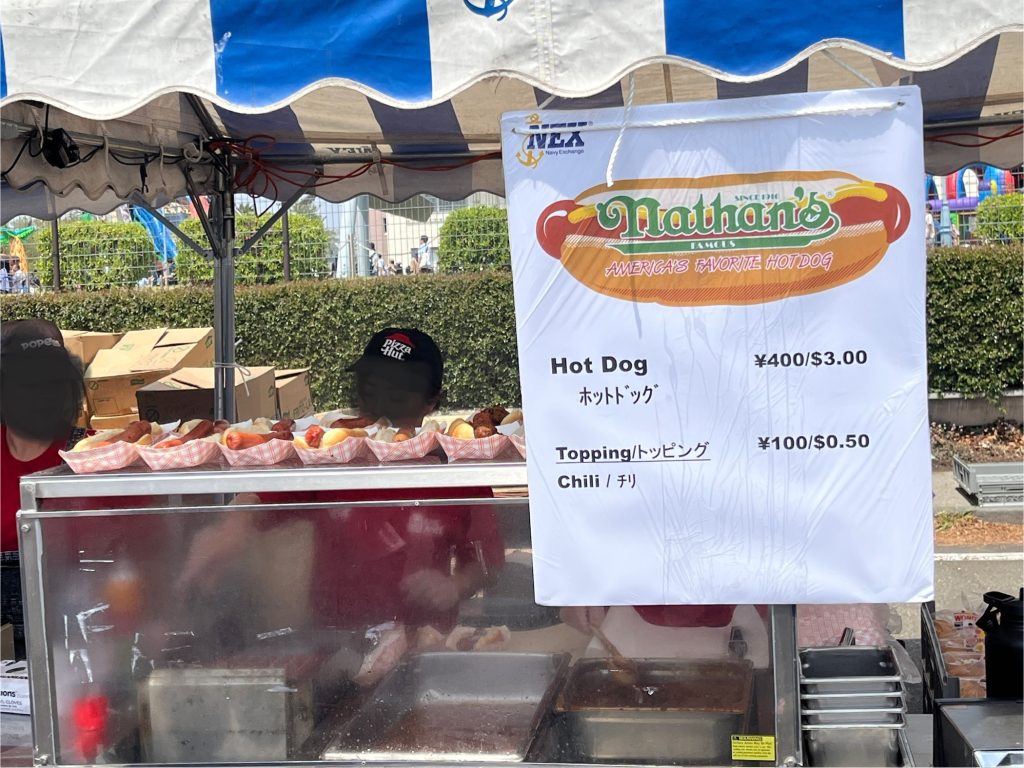 NEX
Navy Exchange
SINCE 1916
Nathan's
FAMOUS
AMERICA'S FAVORITE HOT DOG
Hot Dog ¥400/$3.00
ホットドッグ
Topping/トッピング ¥100/$0.50
Chili / チリ
POPEYES
Pizza
Hut
GLOVES